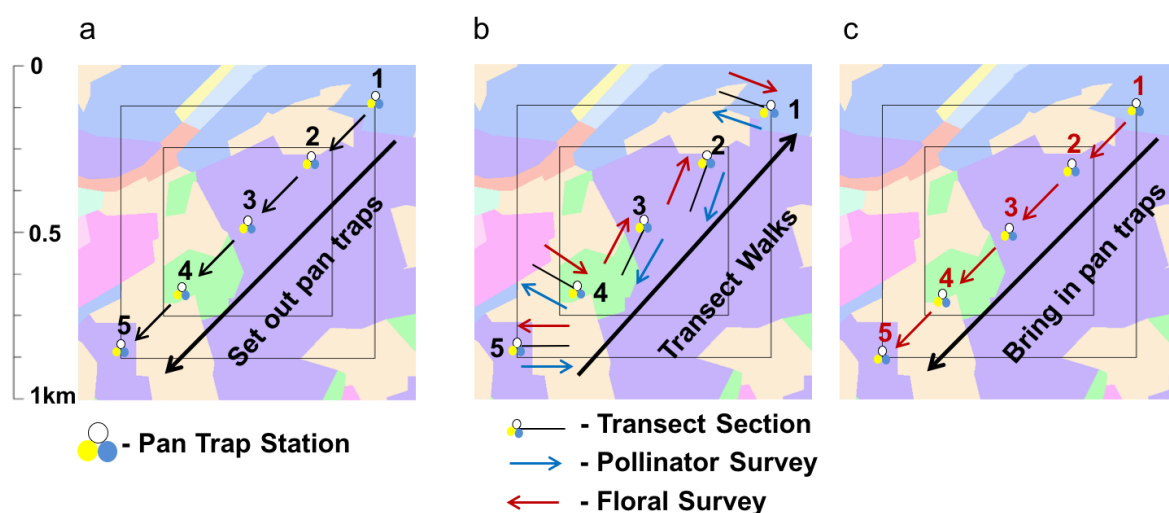 a
0
0.5
1km
1
2
3
4
5
Set out pan traps
- Pan Trap Station
b
1
2
3
4
5
Transect Walks
- Transect Section
- Pollinator Survey
- Floral Survey
c
1
2
3
4
5
Bring in pan traps